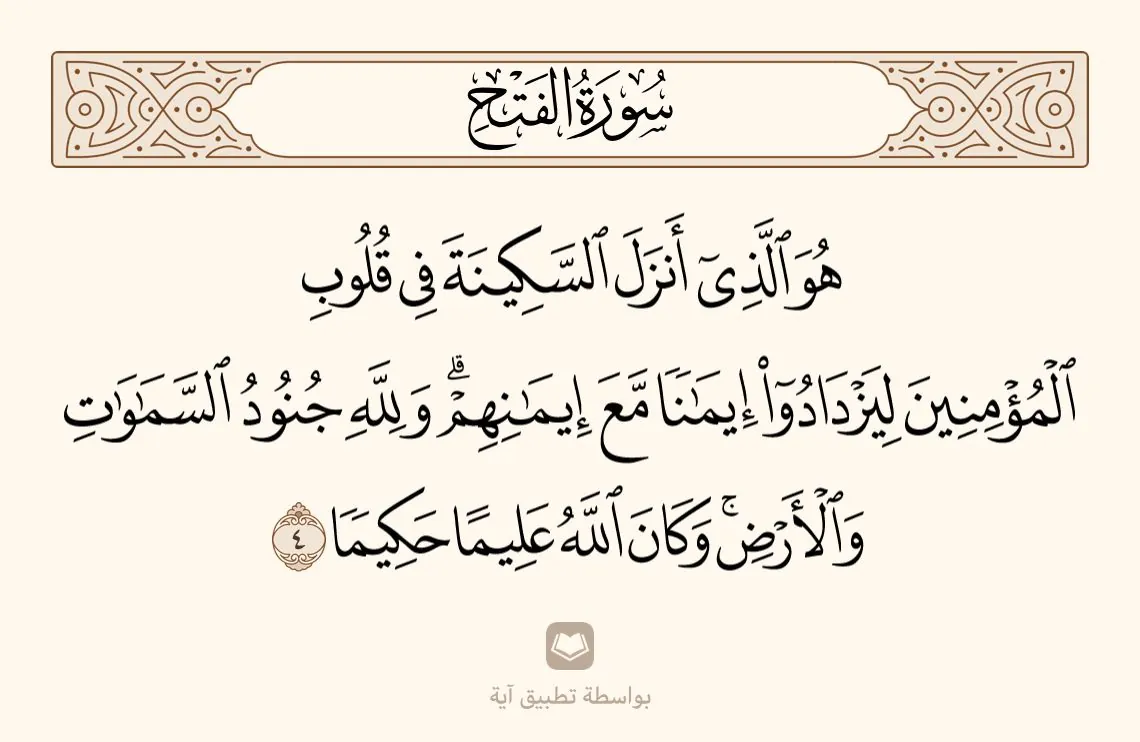 سُورَةُ الفَتْحِ
هُوَ ٱلَّذِىٓ أَنزَلَ ٱلسَّكِينَةَ فِى قُلُوبِ
ٱلْمُؤْمِنِينَ لِيَزْدَادُوٓا۟ إِيمَـٰنًا مَّعَ إِيمَـٰنِهِمْ ۗ وَلِلَّهِ جُنُودُ ٱلسَّمَـٰوَٰتِ
وَٱلْأَرْضِ ۚ وَكَانَ ٱللَّهُ عَلِيمًا حَكِيمًا ٤
بواسطة تطبيق آية